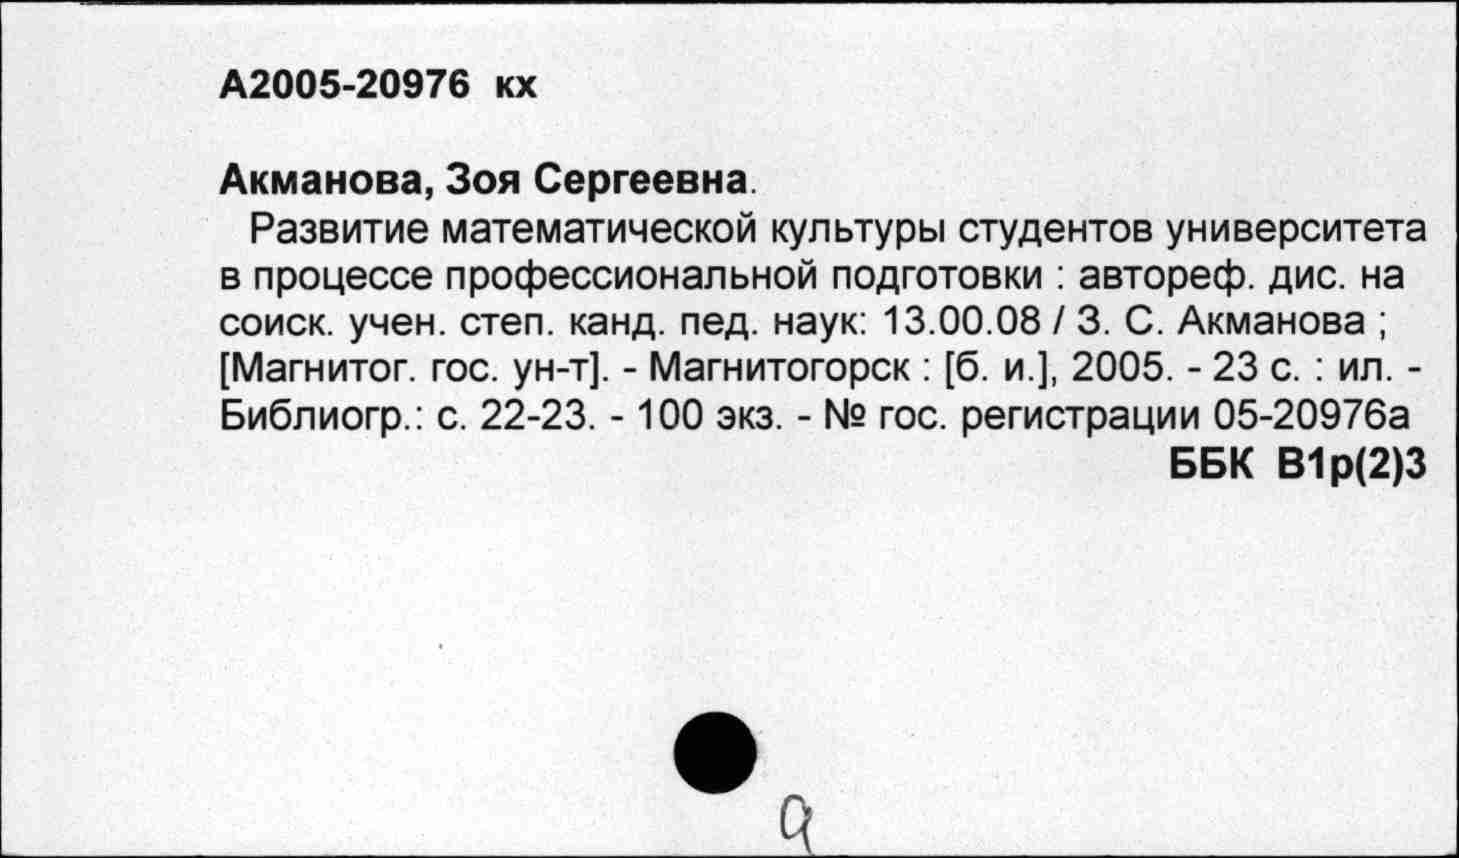 А2005-20976 кх
Акманова, Зоя Сергеевна.
Развитие математической культуры студентов университета
в процессе профессиональной подготовки : автореф. дис. на
соиск. учен. степ. канд. пед. наук: 13.00.08 / З. С. Акманова ;
[Магнитог. гос. ун-т]. - Магнитогорск : [б. и.], 2005. - 23 с. : ил. -
Библиогр.: с. 22-23. - 100 экз. - № гос. регистрации 05-20976а
ББК В1р(2)3